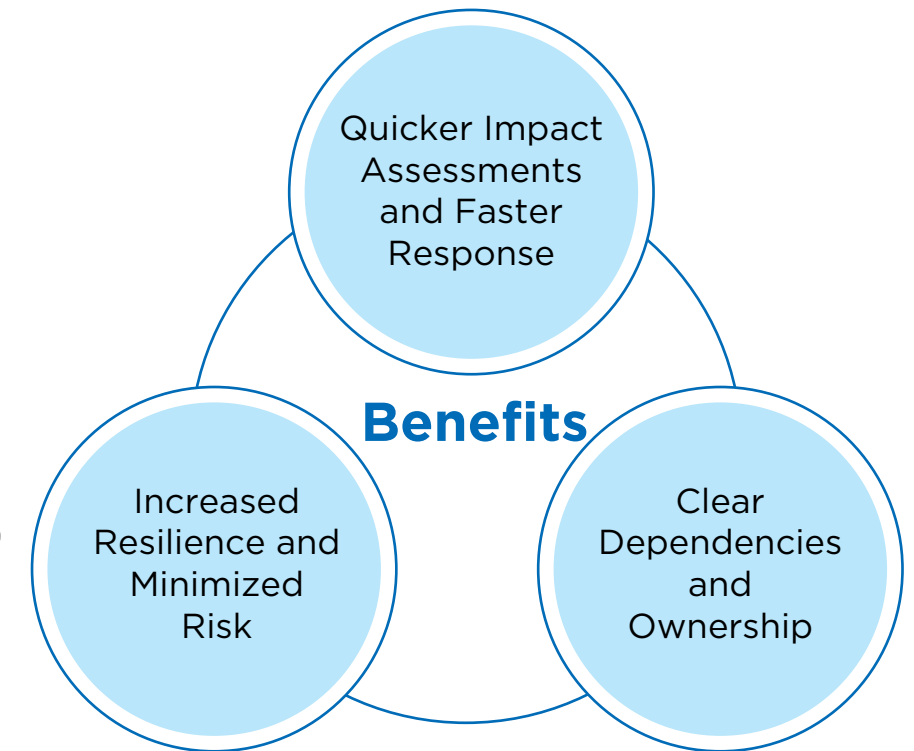 Quicker Impact
Assessments
and Faster
Response
Benefits
Increased
Resilience and
Minimized
Risk
Clear
Dependencies
and
Ownership